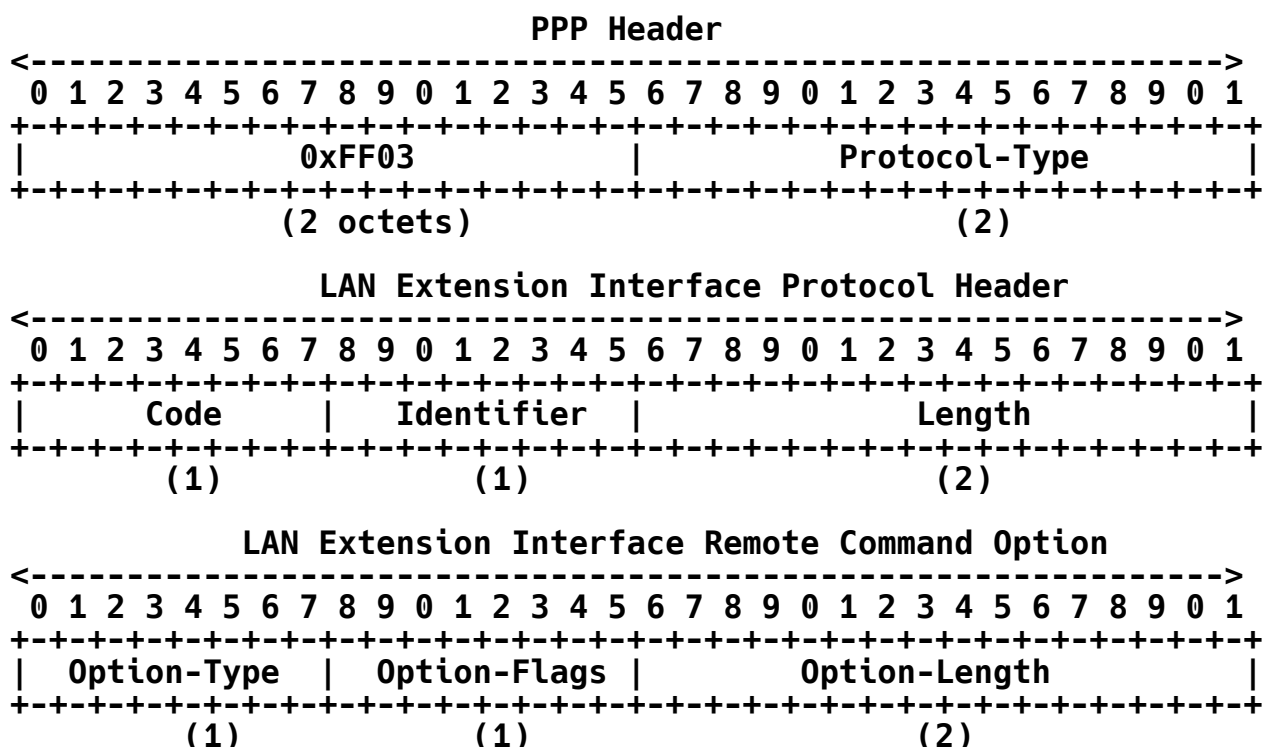 PPP Header
<-------------------------------------------------------------->
0 1 2 3 4 5 6 7 8 9 0 1 2 3 4 5 6 7 8 9 0 1 2 3 4 5 6 7 8 9 0 1
+-+-+-+-+-+-+-+-+-+-+-+-+-+-+-+-+-+-+-+-+-+-+-+-+-+-+-+-+-+-+-+-+
|              0xFF03           |          Protocol-Type        |
+-+-+-+-+-+-+-+-+-+-+-+-+-+-+-+-+-+-+-+-+-+-+-+-+-+-+-+-+-+-+-+-+
(2 octets)                         (2)
LAN Extension Interface Protocol Header
<-------------------------------------------------------------->
0 1 2 3 4 5 6 7 8 9 0 1 2 3 4 5 6 7 8 9 0 1 2 3 4 5 6 7 8 9 0 1
+-+-+-+-+-+-+-+-+-+-+-+-+-+-+-+-+-+-+-+-+-+-+-+-+-+-+-+-+-+-+-+-+
|      Code     |   Identifier  |              Length           |
+-+-+-+-+-+-+-+-+-+-+-+-+-+-+-+-+-+-+-+-+-+-+-+-+-+-+-+-+-+-+-+-+
(1)             (1)                     (2)
LAN Extension Interface Remote Command Option
<-------------------------------------------------------------->
0 1 2 3 4 5 6 7 8 9 0 1 2 3 4 5 6 7 8 9 0 1 2 3 4 5 6 7 8 9 0 1
+-+-+-+-+-+-+-+-+-+-+-+-+-+-+-+-+-+-+-+-+-+-+-+-+-+-+-+-+-+-+-+-+
|  Option-Type  |  Option-Flags |        Option-Length          |
+-+-+-+-+-+-+-+-+-+-+-+-+-+-+-+-+-+-+-+-+-+-+-+-+-+-+-+-+-+-+-+-+
(1)            (1)                    (2)